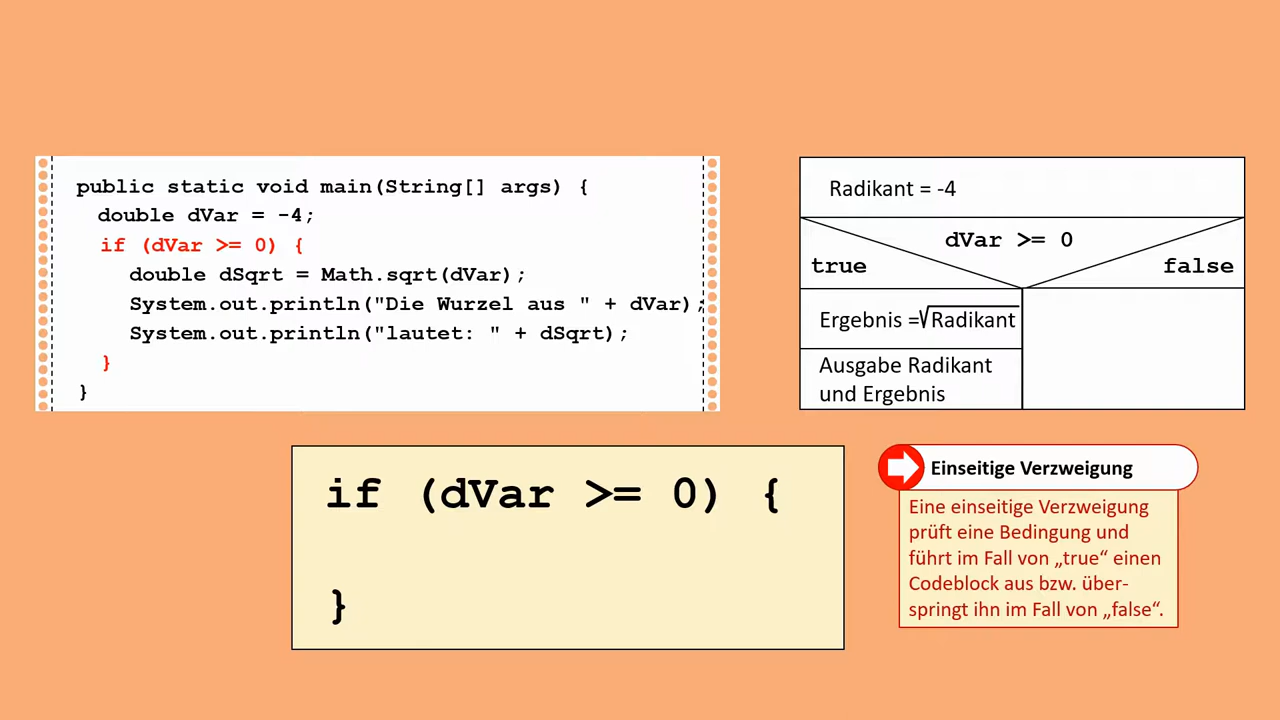 public static void main(String[] args) {
double dVar = -4;
if (dVar >= 0) {
double dSqrt = Math.sqrt(dVar);
System.out.println("Die Wurzel aus " + dVar);
System.out.println("lautet: " + dSqrt);
}
}
Radikant = -4
dVar >= 0
true
false
Ergebnis =√Radikant
Ausgabe Radikant
und Ergebnis
if (dVar >= 0) {
}
Einseitige Verzweigung
Eine einseitige Verzweigung
prüft eine Bedingung und
führt im Fall von „true“ einen
Codeblock aus bzw. über-
springt ihn im Fall von „false“.